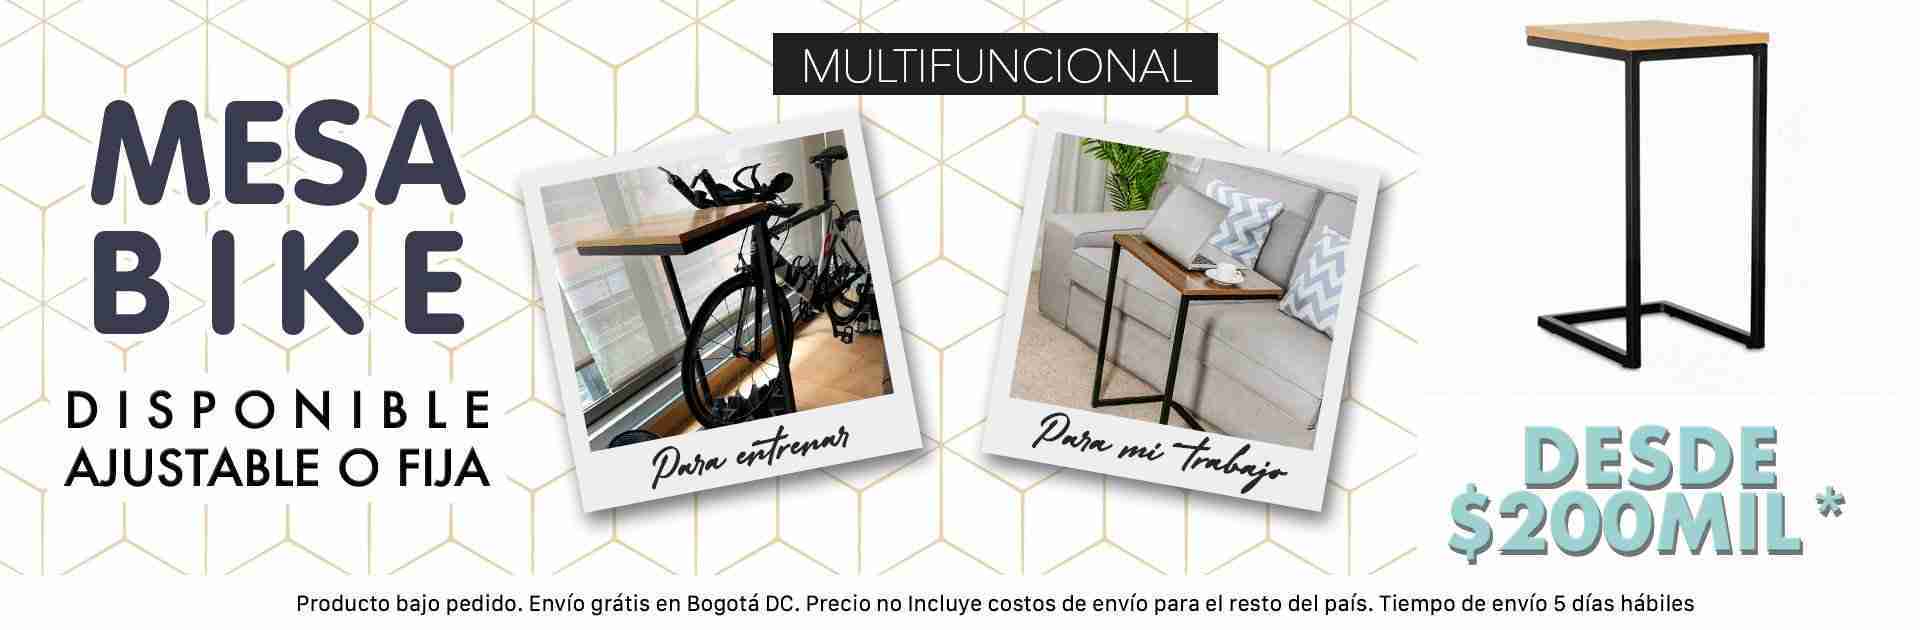 MESA
BIKE
DISPONIBLE
AJUSTABLE O FIJA
MULTIFUNCIONAL
Para entrenar
Para mi trabajo
DESDE
$200MIL*
Producto bajo pedido. Envío grátis en Bogotá DC. Precio no Incluye costos de envío para el resto del país. Tiempo de envío 5 días hábiles